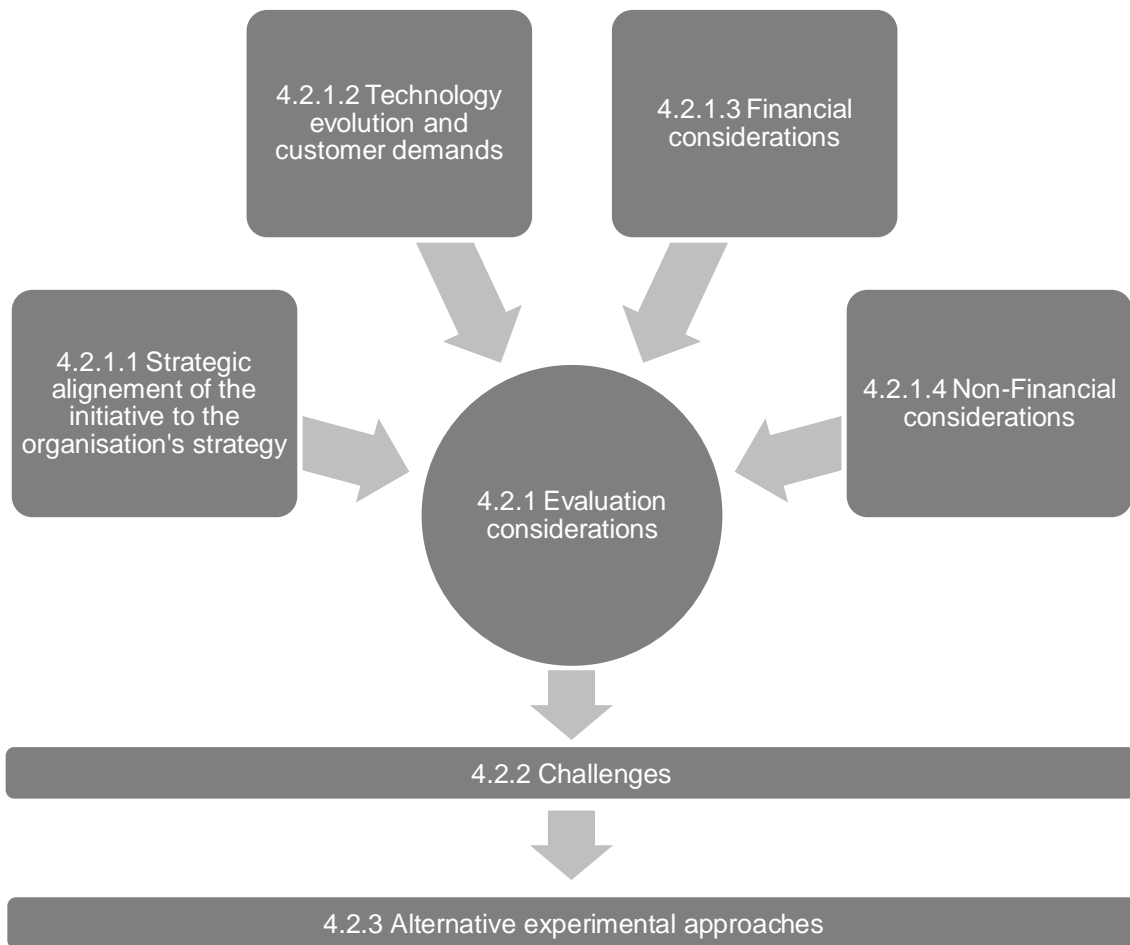 4.2.1.2 Technology
evolution and
customer demands
4.2.1.3 Financial
considerations
4.2.1.1 Strategic
alignement of the
initiative to the
organisation's strategy
4.2.1.4 Non-Financial
considerations
4.2.1 Evaluation
considerations
4.2.2 Challenges
4.2.3 Alternative experimental approaches